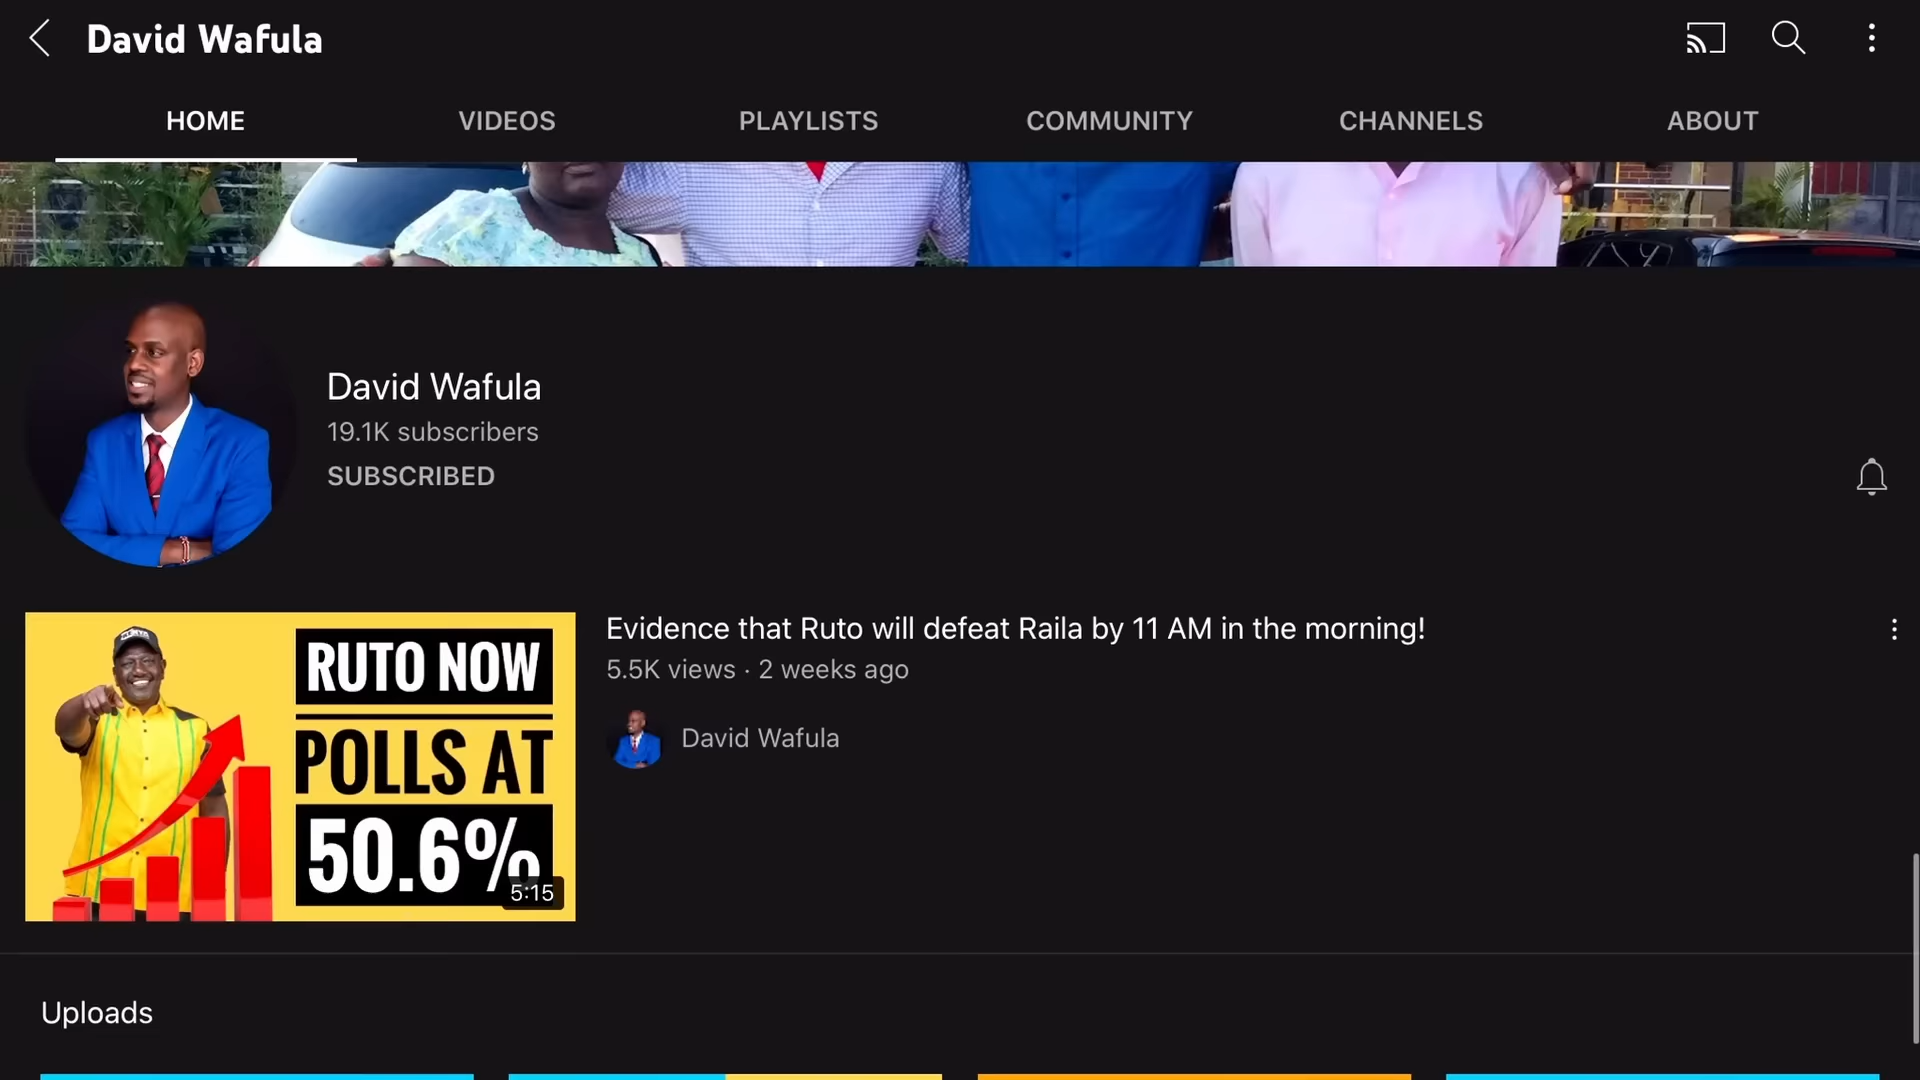 David Wafula
HOME
VIDEOS
PLAYLISTS
COMMUNITY
CHANNELS
ABOUT
David Wafula
19.1K subscribers
SUBSCRIBED
RUTO NOW
POLLS AT
50.6%
5:15
Evidence that Ruto will defeat Raila by 11 AM in the morning!
5.5K views · 2 weeks ago
David Wafula
Uploads